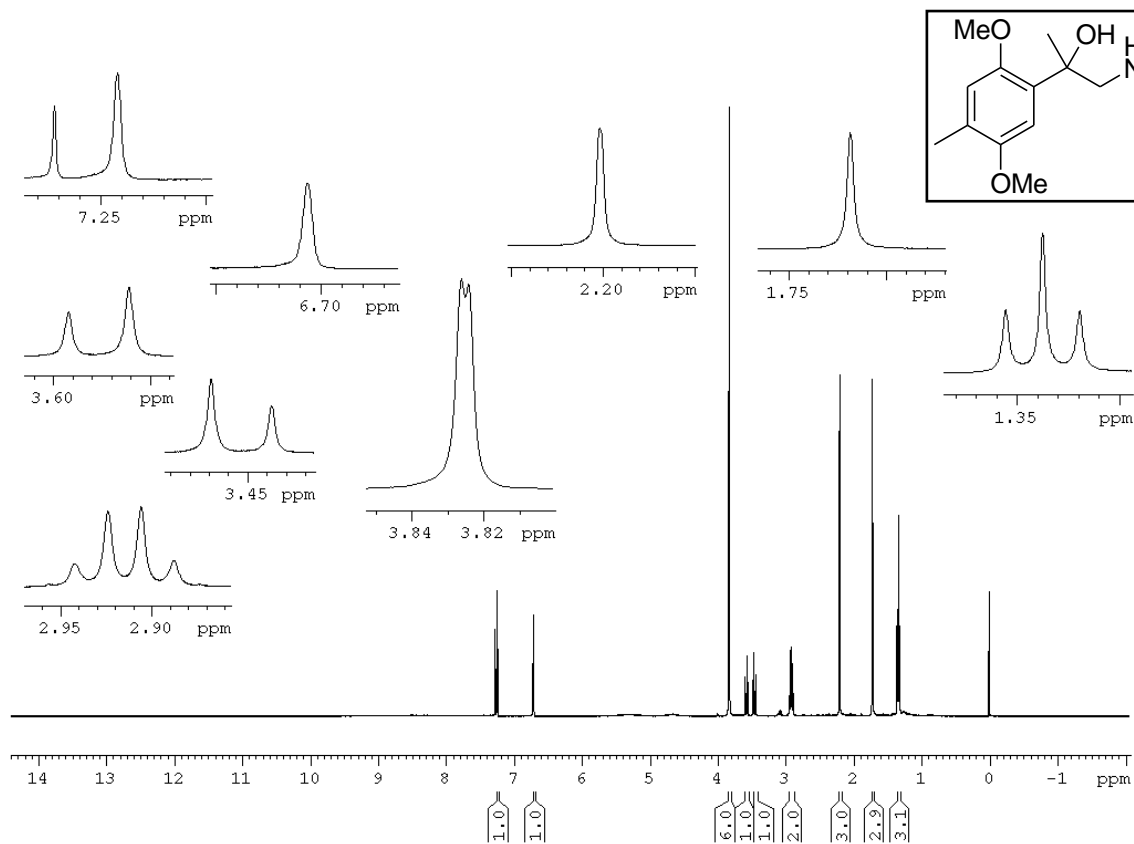 MeO OH H
N
OMe
7.25 ppm
6.70 ppm
2.20 ppm
1.75 ppm
1.35 ppm
3.60 ppm
3.45 ppm
3.84 3.82 ppm
2.95 2.90 ppm
14 13 12 11 10 9 8 7 6 5 4 3 2 1 0 -1 ppm
1.0 1.0 6.0 1.0 1.0 2.0 3.0 2.9 3.1